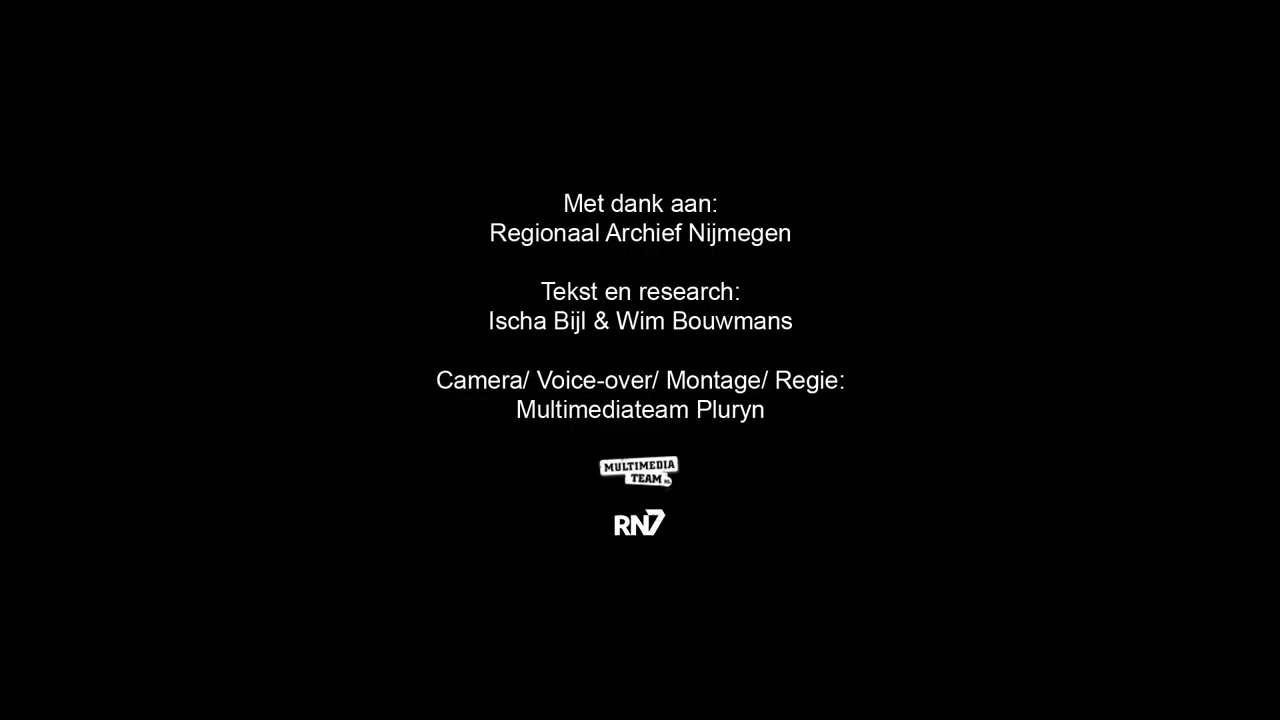 Met dank aan:
Regionaal Archief Nijmegen
Tekst en research:
Ischa Bijl & Wim Bouwmans
Camera/ Voice-over/ Montage/ Regie:
Multimediateam Pluryn
MULTIMEDIA
TEAM.NL
RN7